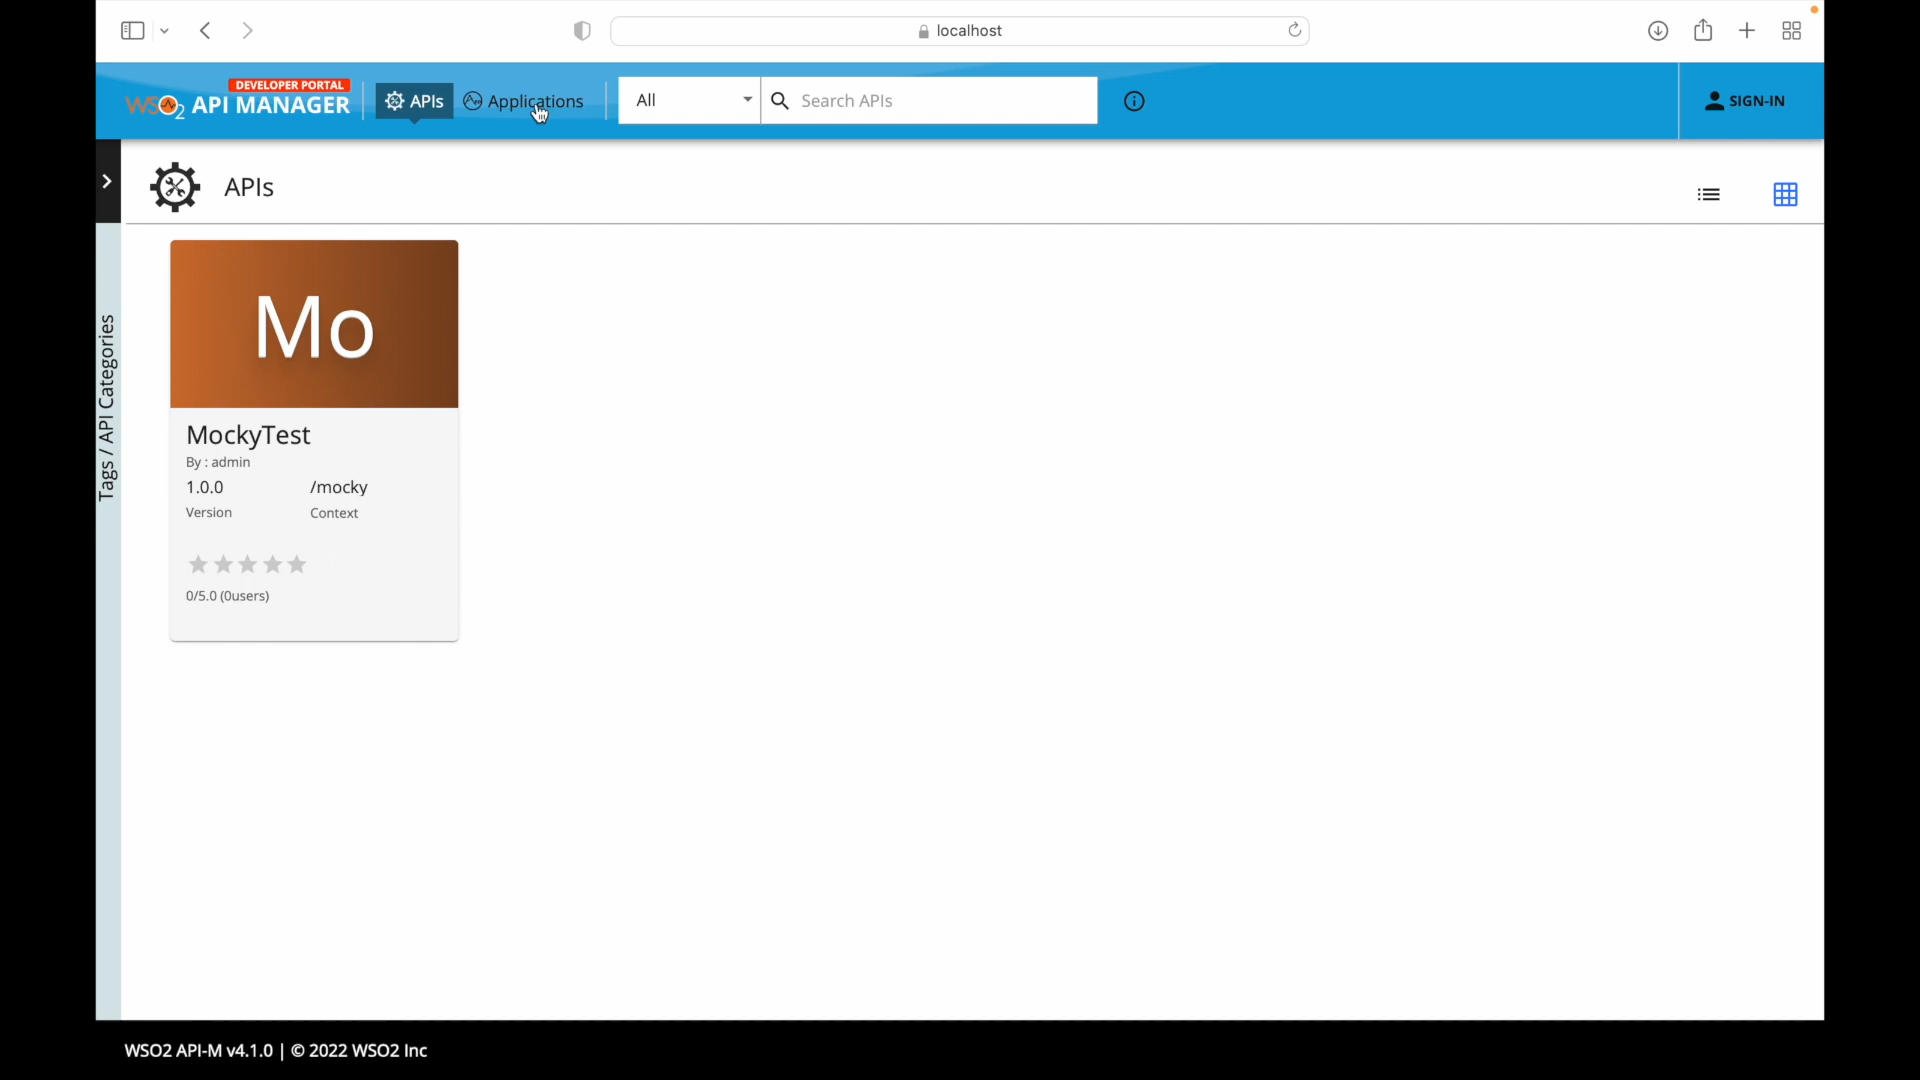 localhost
DEVELOPER PORTAL
WSO2 API MANAGER
APIs
Applications
All
Search APIs
SIGN-IN
APIs
Tags / API Categories
Mo
MockyTest
By : admin
1.0.0 /mocky
Version Context
0/5.0 (0users)
WSO2 API-M v4.1.0 | © 2022 WSO2 Inc